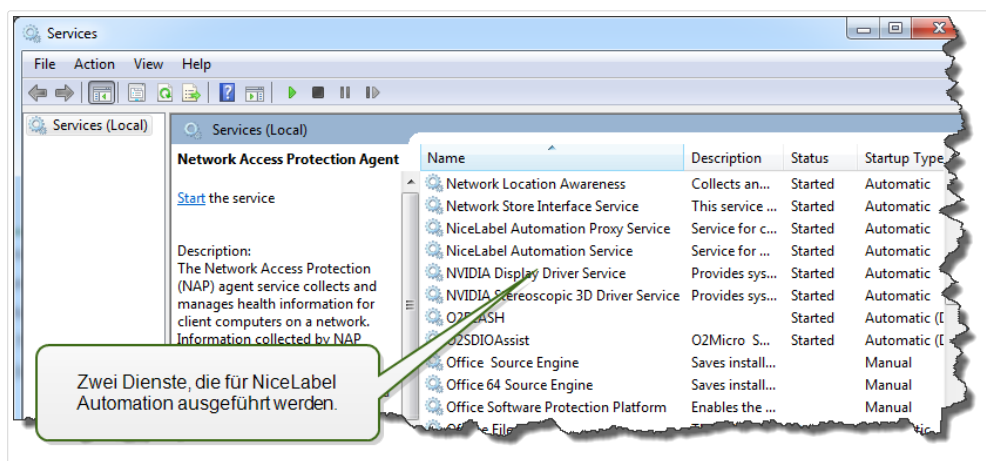 Services
File Action View Help
Services (Local)
Services (Local)
Network Access Protection Agent
Start the service
Description:
The Network Access Protection
(NAP) agent service collects and
manages health information for
client computers on a network.
Information collected by NAP
Name Description Status Startup Type
Network Location Awareness Collects an... Started Automatic
Network Store Interface Service This service ... Started Automatic
NiceLabel Automation Proxy Service Service for c... Started Automatic
NiceLabel Automation Service Service for ... Started Automatic
NVIDIA Display Driver Service Provides sys... Started Automatic
NVIDIA Stereoscopic 3D Driver Service Provides sys... Started Automatic
O2FLASH Started Automatic (D
O2SDIOAssist O2Micro S... Started Automatic (D
Office Source Engine Saves install... Manual
Office 64 Source Engine Saves install... Manual
Office Software Protection Platform Enables the ... Manual
Zwei Dienste, die für NiceLabel
Automation ausgeführt werden.